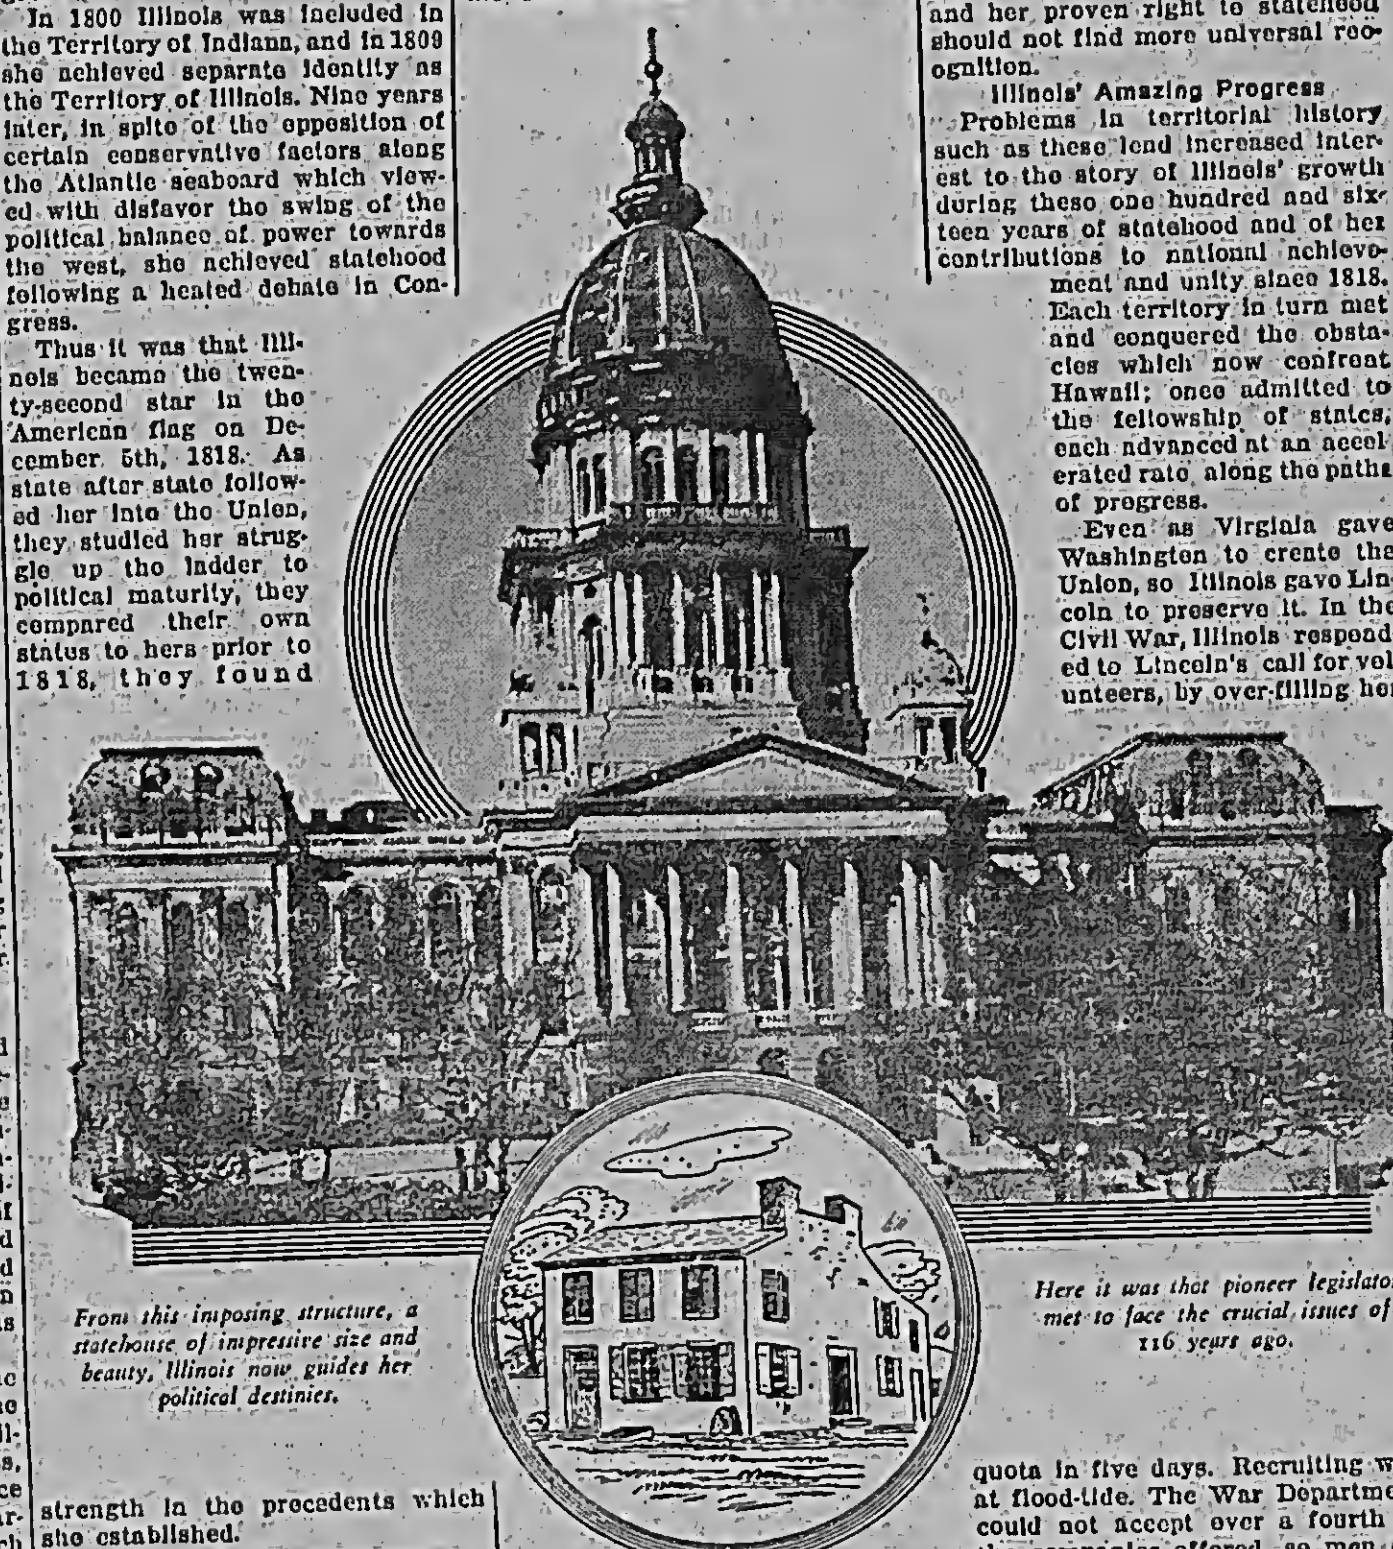 In 1800 Illinois was included in
the Territory of Indiana, and in 1809
she achieved separate identity as
the Territory of Illinois. Nine years
later, in spite of the opposition of
certain conservative factors along
the Atlantic seaboard which view-
ed with disfavor the swing of the
political balance of power towards
the west, she achieved statehood
following a heated debate in Con-
gress.
Thus it was that Illi-
nois became the twen-
ty-second star in the
American flag on De-
cember 5th, 1818. As
state after state follow-
ed her into the Union,
they studied her strug-
gle up the ladder to
political maturity, they
compared their own
status to hers prior to
1818, they found
strength in the precedents which
she established.
From this imposing structure, a
statehouse of impressive size and
beauty, Illinois now guides her
political destinies.
and her proven right to statehood
should not find more universal rec-
ognition.
Illinois' Amazing Progress
Problems in territorial history
such as these lend increased inter-
est to the story of Illinois' growth
during these one hundred and six-
teen years of statehood and of her
contributions to national achieve-
ment and unity since 1818.
Each territory in turn met
and conquered the obsta-
cles which now confront
Hawaii; once admitted to
the fellowship of states,
each advanced at an accel
erated rate along the paths
of progress.
Even as Virginia gave
Washington to create the
Union, so Illinois gave Lin
coln to preserve it. In the
Civil War, Illinois respond
ed to Lincoln's call for vol
unteers, by over-filling her
Here it was that pioneer legislato
met to face the crucial issues of
116 years ago.
quota in five days. Recruiting w
at flood-tide. The War Departme
could not accept over a fourth